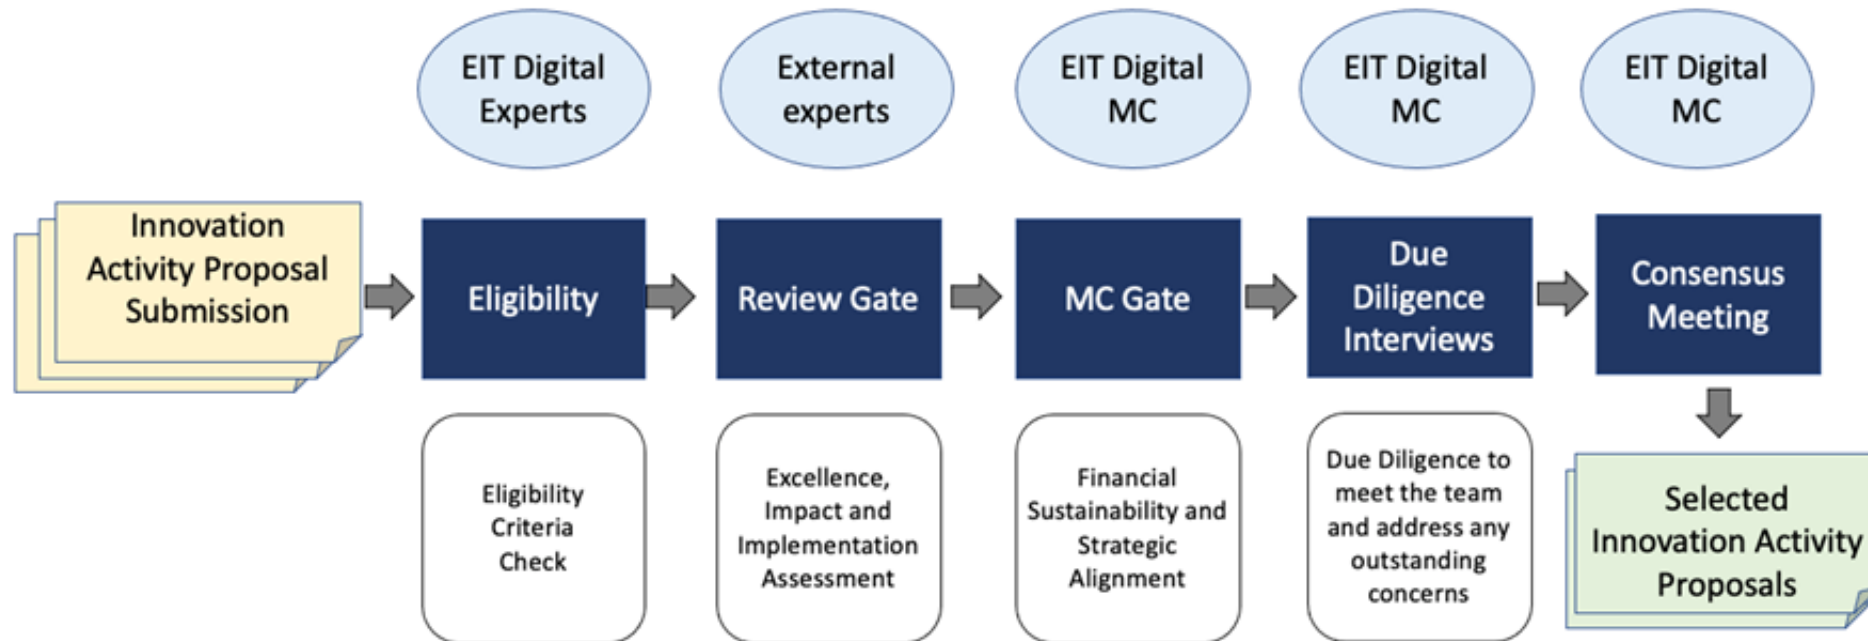 EIT Digital
Experts
External
experts
EIT Digital
MC
EIT Digital
MC
EIT Digital
MC
Innovation
Activity Proposal
Submission
Eligibility
Review Gate
MC Gate
Due
Diligence
Interviews
Consensus
Meeting
Eligibility
Criteria
Check
Excellence,
Impact and
Implementation
Assessment
Financial
Sustainability and
Strategic
Alignment
Due Diligence to
meet the team
and address any
outstanding
concerns
Selected
Innovation Activity
Proposals